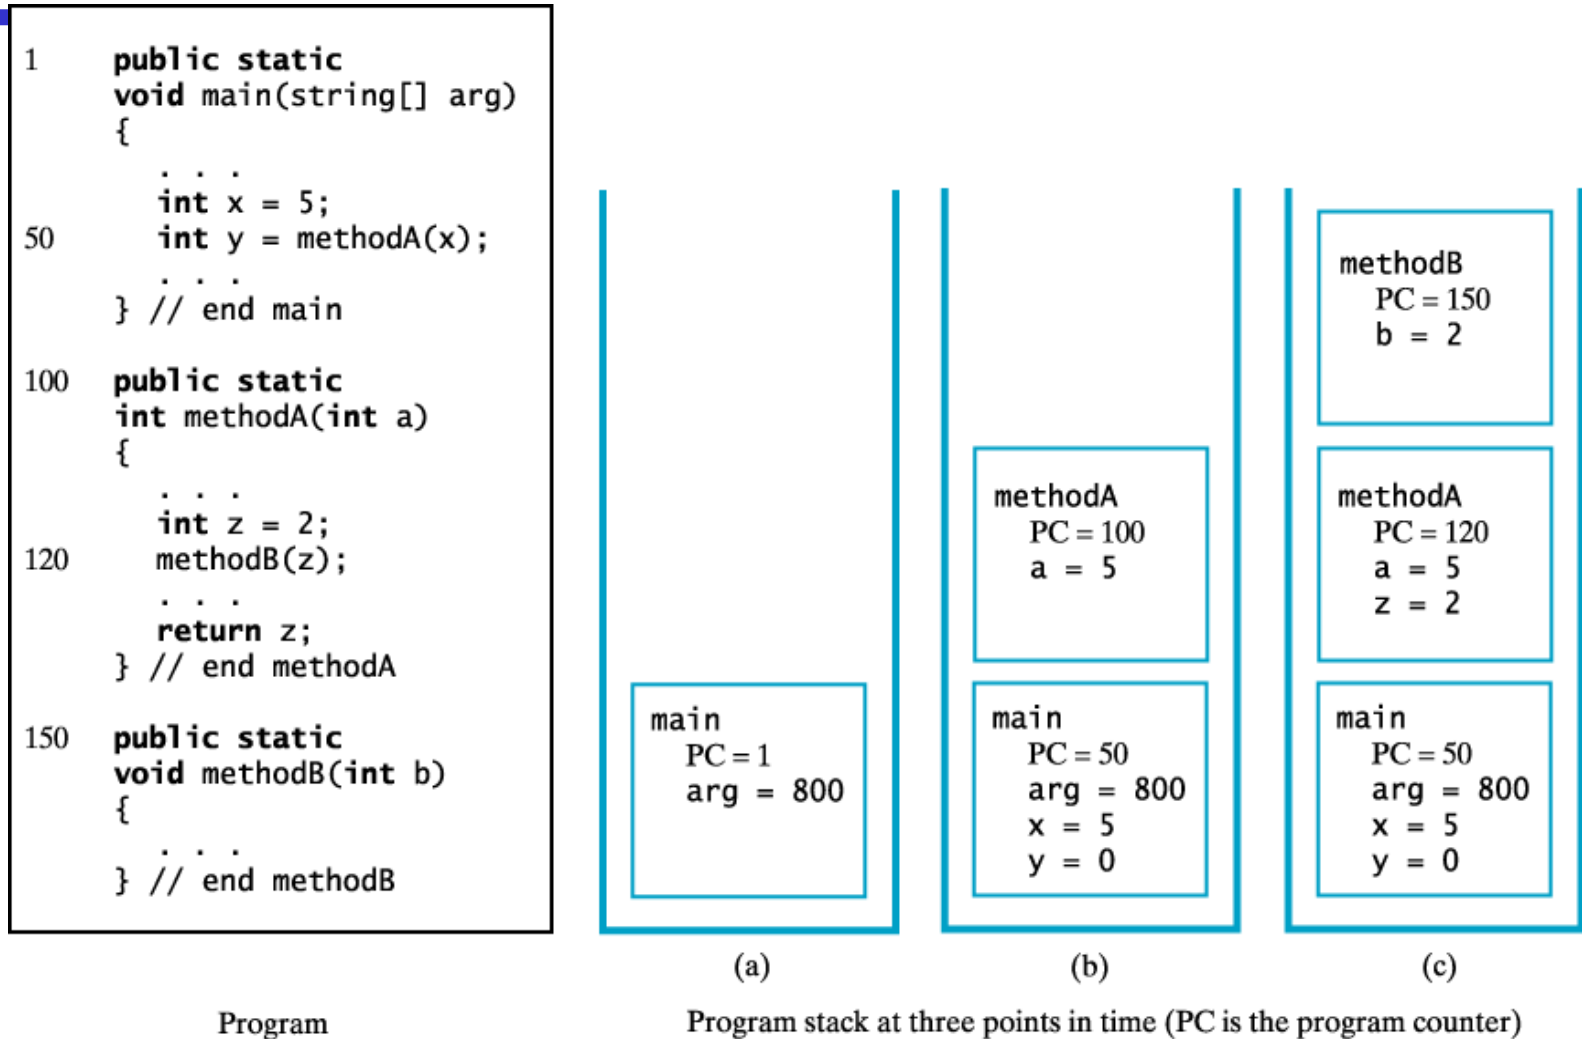 1 public static
void main(string[] arg)
{
. . .
int x = 5;
50 int y = methodA(x);
. . .
} // end main
100 public static
int methodA(int a)
{
. . .
int z = 2;
120 methodB(z);
. . .
return z;
} // end methodA
150 public static
void methodB(int b)
{
. . .
} // end methodB
Program
main
PC = 1
arg = 800
(a)
methodA
PC = 100
a = 5
main
PC = 50
arg = 800
x = 5
y = 0
(b)
methodB
PC = 150
b = 2
methodA
PC = 120
a = 5
z = 2
main
PC = 50
arg = 800
x = 5
y = 0
(c)
Program stack at three points in time (PC is the program counter)